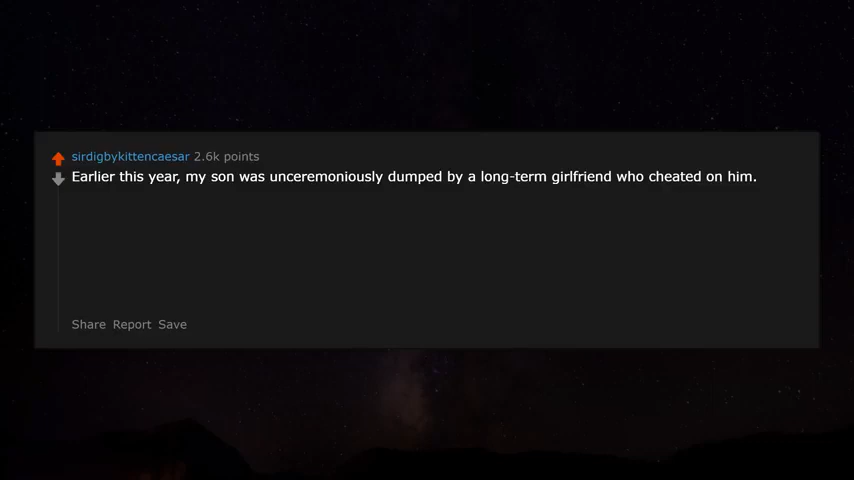 sirdigbykittencaesar 2.6k points
Earlier this year, my son was unceremoniously dumped by a long-term girlfriend who cheated on him.
Share Report Save